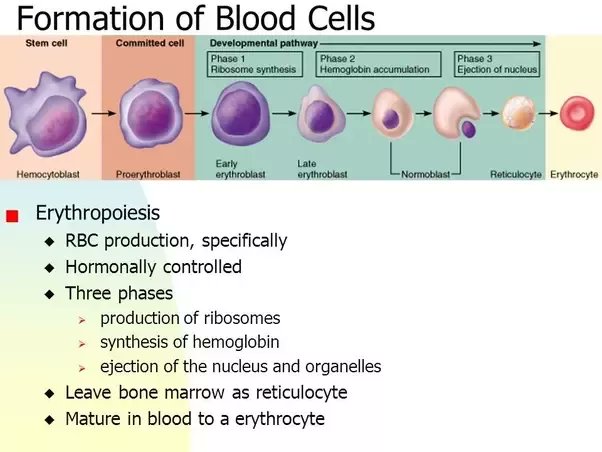 Formation of Blood Cells
Stem cell
Committed cell
Developmental pathway
Phase 1
Ribosome synthesis
Phase 2
Hemoglobin accumulation
Phase 3
Ejection of nucleus
Hemocytoblast
Proerythroblast
Early
erythroblast
Late
erythroblast
Normoblast
Reticulocyte
Erythrocyte
Erythropoiesis
RBC production, specifically
Hormonally controlled
Three phases
production of ribosomes
synthesis of hemoglobin
ejection of the nucleus and organelles
Leave bone marrow as reticulocyte
Mature in blood to a erythrocyte